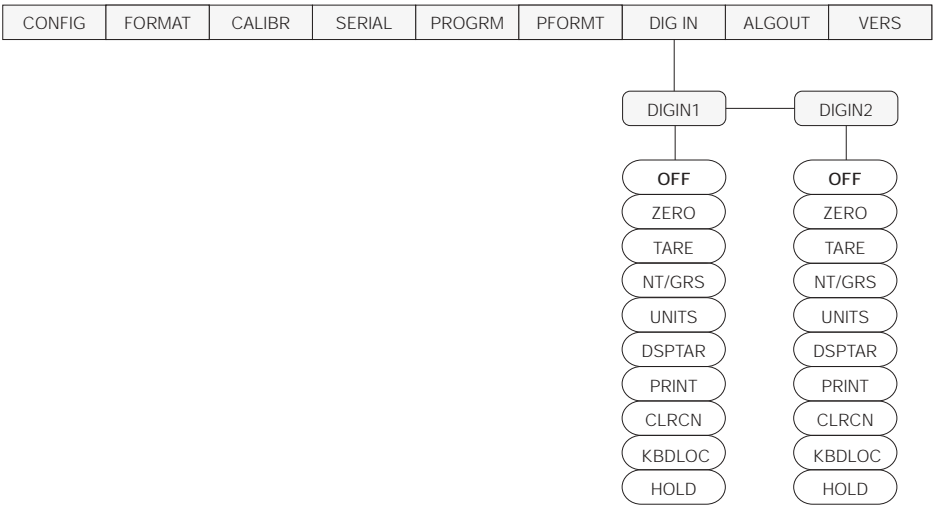 CONFIG FORMAT CALIBR SERIAL PROGRM PFORMT DIG IN ALGOUT VERS
DIGIN1 DIGIN2
OFF OFF
ZERO ZERO
TARE TARE
NT/GRS NT/GRS
UNITS UNITS
DSPTAR DSPTAR
PRINT PRINT
CLRCN CLRCN
KBDLOC KBDLOC
HOLD HOLD